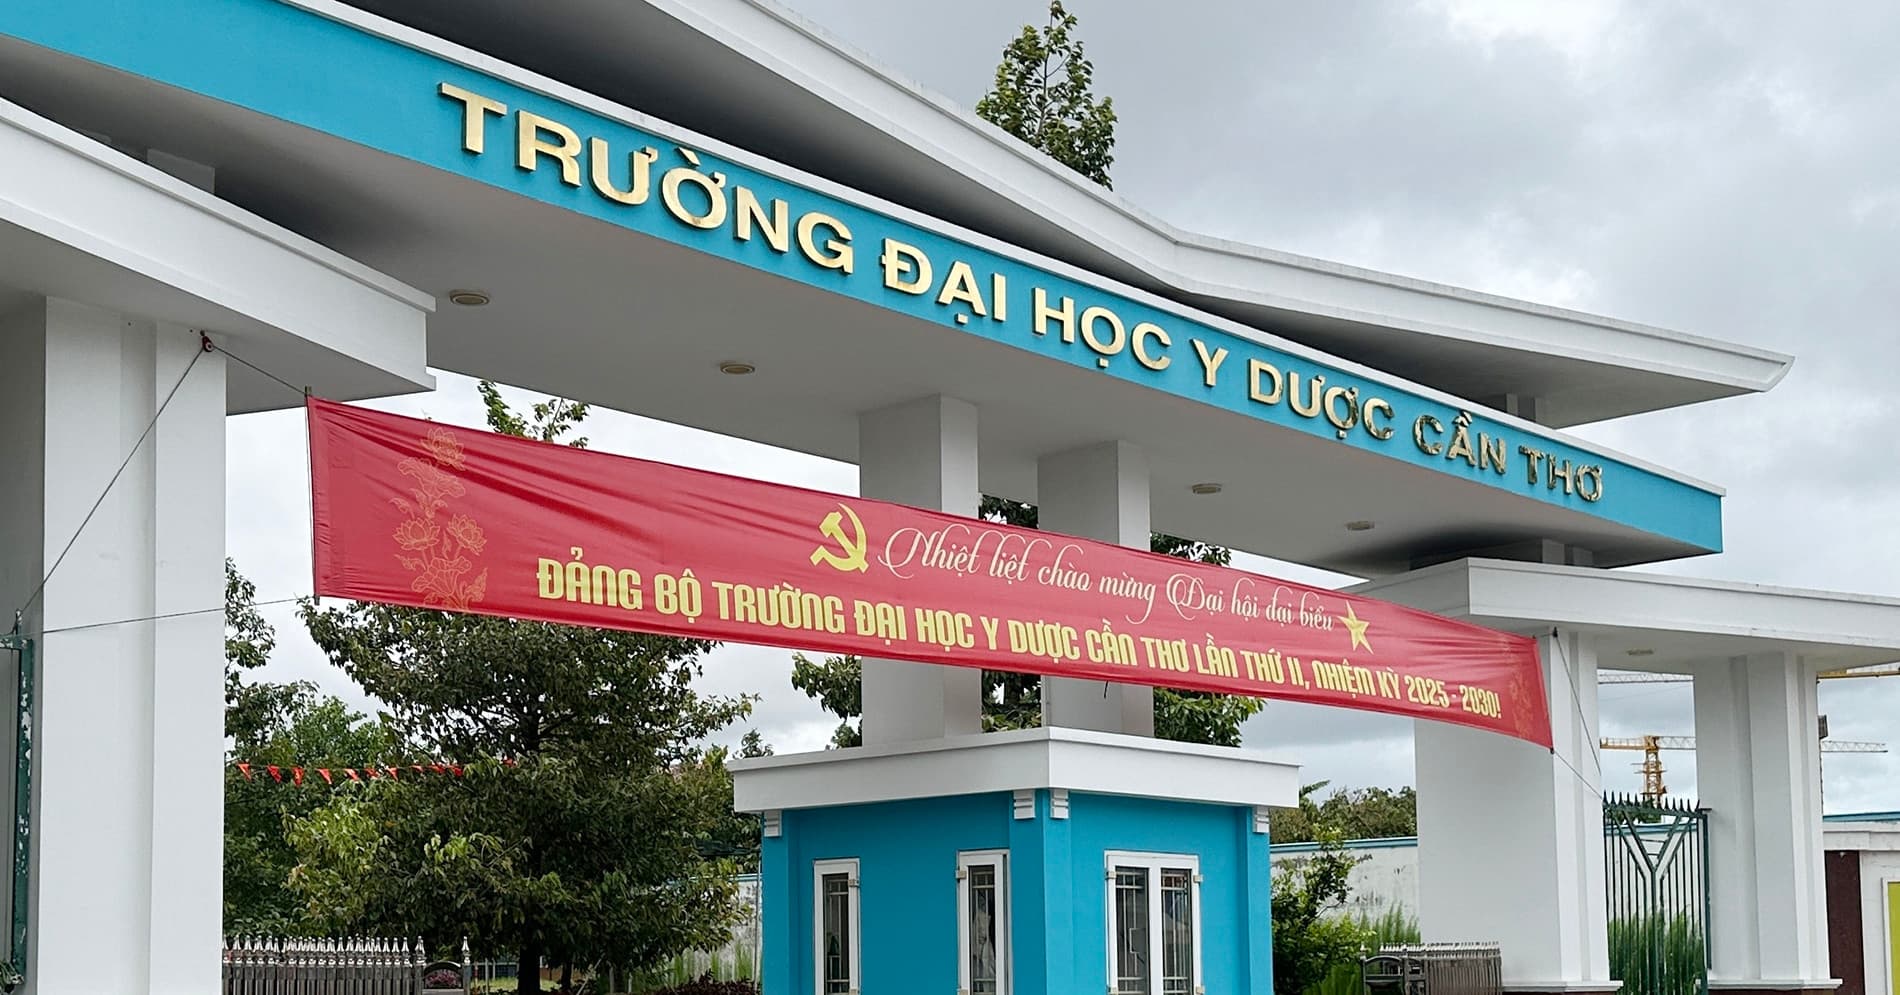 TRƯỜNG ĐẠI HỌC Y DƯỢC CẦN THƠ
Nhiệt liệt chào mừng Đại hội đại biểu
ĐẢNG BỘ TRƯỜNG ĐẠI HỌC Y DƯỢC CẦN THƠ LẦN THỨ II, NHIỆM KỲ 2025 - 2030!